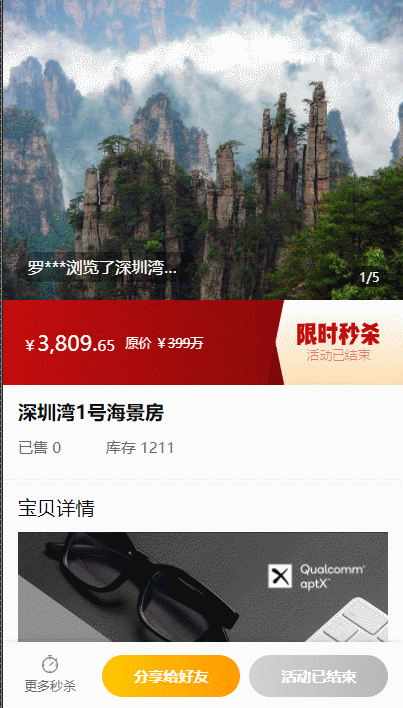 罗***浏览了深圳湾...
1/5
¥3,809.65 原价 ¥399万
限时秒杀
活动已结束
深圳湾1号海景房
已售 0 库存 1211
宝贝详情
Qualcomm
aptX
更多秒杀
分享给好友
活动已结束